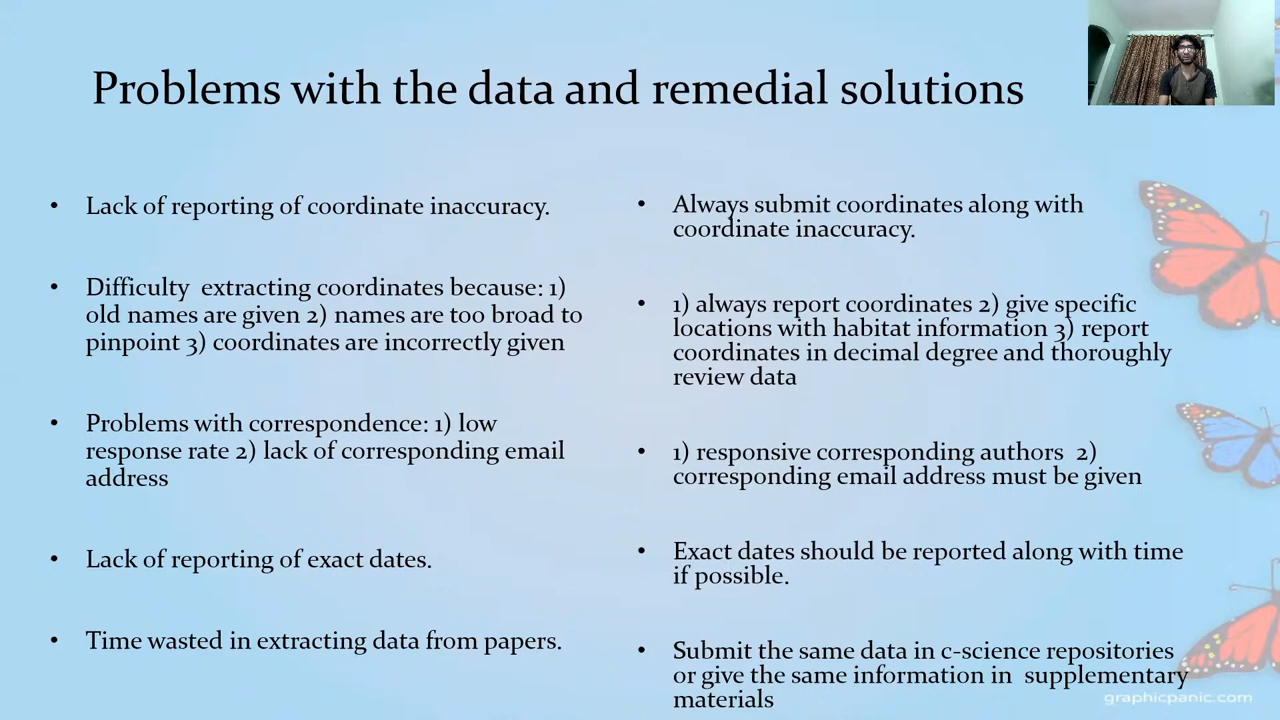 Problems with the data and remedial solutions
• Lack of reporting of coordinate inaccuracy.
• Difficulty extracting coordinates because: 1)
old names are given 2) names are too broad to
pinpoint 3) coordinates are incorrectly given
• Problems with correspondence: 1) low
response rate 2) lack of corresponding email
address
• Lack of reporting of exact dates.
• Time wasted in extracting data from papers.
• Always submit coordinates along with
coordinate inaccuracy.
• 1) always report coordinates 2) give specific
locations with habitat information 3) report
coordinates in decimal degree and thoroughly
review data
• 1) responsive corresponding authors 2)
corresponding email address must be given
• Exact dates should be reported along with time
if possible.
• Submit the same data in c-science repositories
or give the same information in supplementary
materials
graphicpanic.com